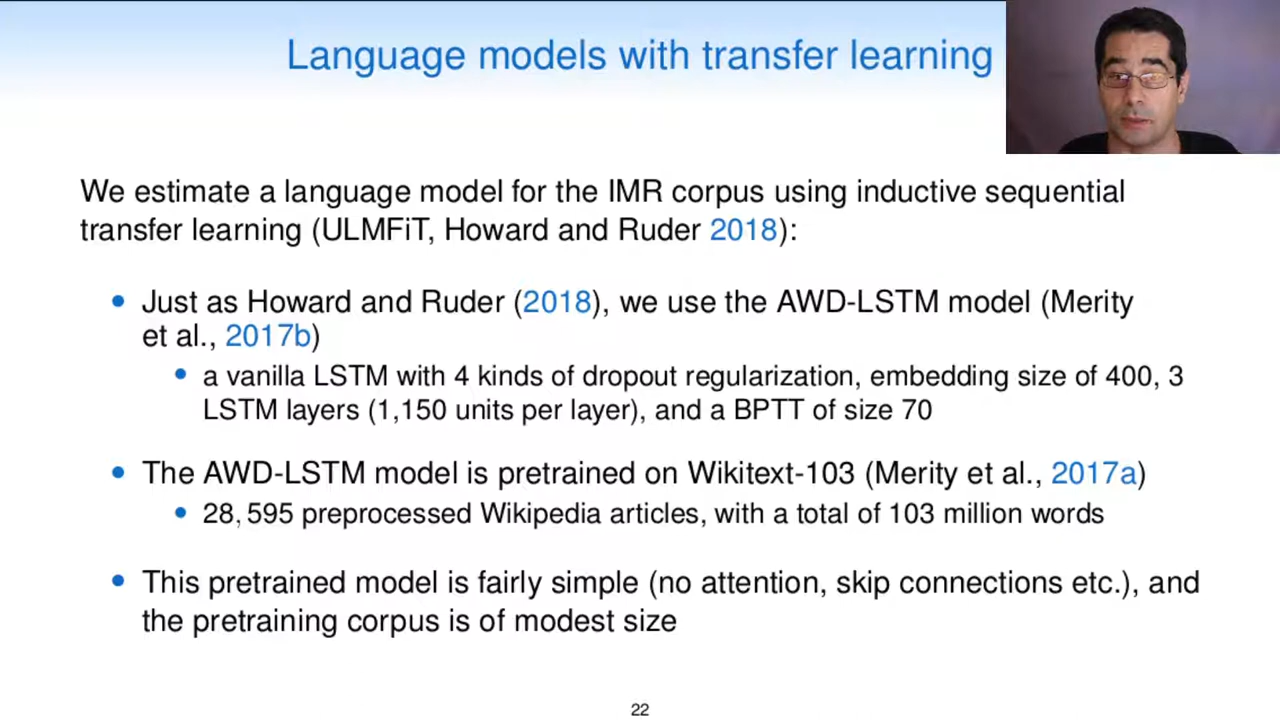 Language models with transfer learning
We estimate a language model for the IMR corpus using inductive sequential
transfer learning (ULMFiT, Howard and Ruder 2018):
• Just as Howard and Ruder (2018), we use the AWD-LSTM model (Merity
et al., 2017b)
• a vanilla LSTM with 4 kinds of dropout regularization, embedding size of 400, 3
LSTM layers (1,150 units per layer), and a BPTT of size 70
• The AWD-LSTM model is pretrained on Wikitext-103 (Merity et al., 2017a)
• 28, 595 preprocessed Wikipedia articles, with a total of 103 million words
• This pretrained model is fairly simple (no attention, skip connections etc.), and
the pretraining corpus is of modest size
22